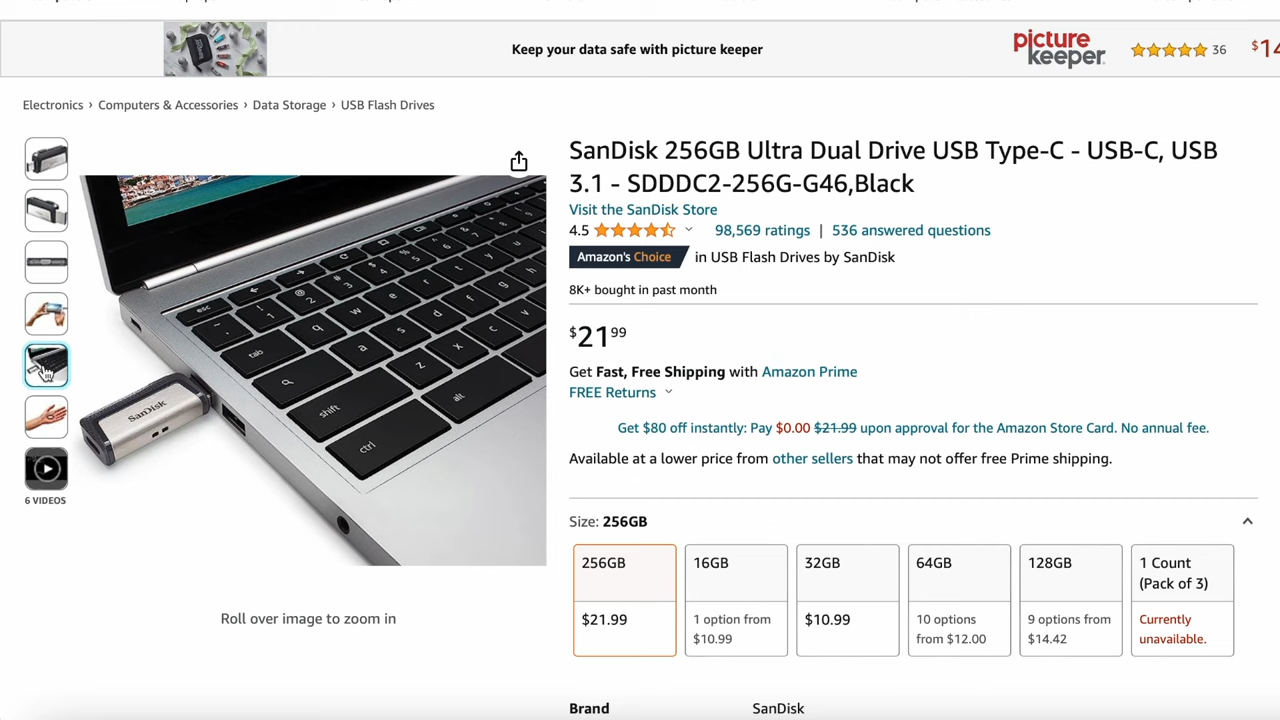 Keep your data safe with picture keeper
picture
keeper
36
Electronics › Computers & Accessories › Data Storage › USB Flash Drives
SanDisk 256GB Ultra Dual Drive USB Type-C - USB-C, USB
3.1 - SDDDC2-256G-G46,Black
Visit the SanDisk Store
4.5
98,569 ratings | 536 answered questions
Amazon's Choice in USB Flash Drives by SanDisk
8K+ bought in past month
$21 99
Get Fast, Free Shipping with Amazon Prime
FREE Returns
Get $80 off instantly: Pay $0.00 $21.99 upon approval for the Amazon Store Card. No annual fee.
Available at a lower price from other sellers that may not offer free Prime shipping.
SanDisk
esc
tab
shift
ctrl
alt
q w e r t y
a s d f g h
z x c v
6 VIDEOS
Roll over image to zoom in
Size: 256GB
256GB
$21.99
16GB
1 option from
$10.99
32GB
$10.99
64GB
10 options
from $12.00
128GB
9 options from
$14.42
1 Count
(Pack of 3)
Currently
unavailable.
Brand SanDisk